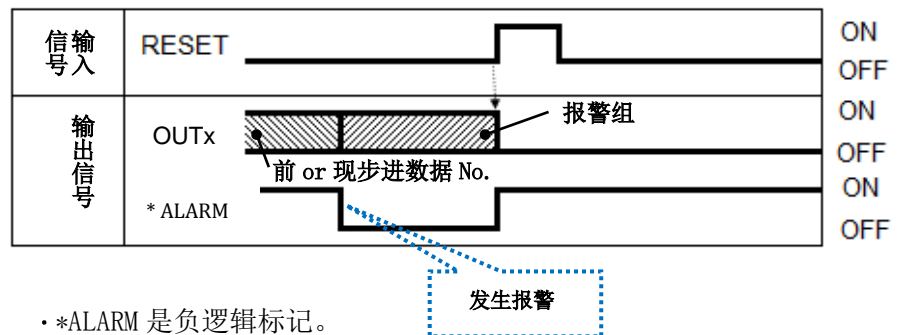 信输
号入
RESET
ON
OFF
输
出
信
号
OUTx
报警组
ON
OFF
前 or 现步进数据 No.
* ALARM
ON
OFF
发生报警
·*ALARM 是负逻辑标记。